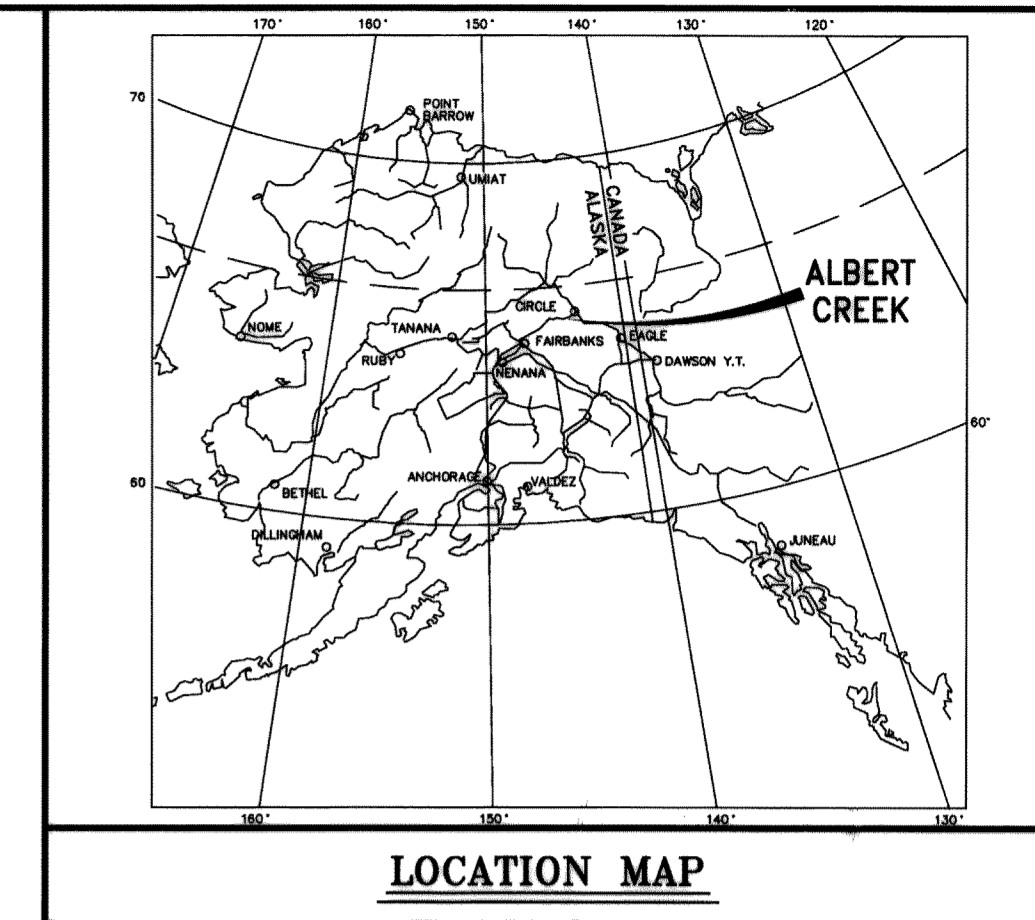 170° 160° 150° 140° 130° 120°
70
POINT
BARROW
UMIAT
CANADA
ALASKA
ALBERT
CREEK
CIRCLE
NOME
TANANA
FAIRBANKS
EAGLE
RUBY
NENANA
DAWSON Y.T.
60°
60
ANCHORAGE
VALDEZ
BETHEL
DILLINGHAM
JUNEAU
160° 150° 140° 130°
LOCATION MAP